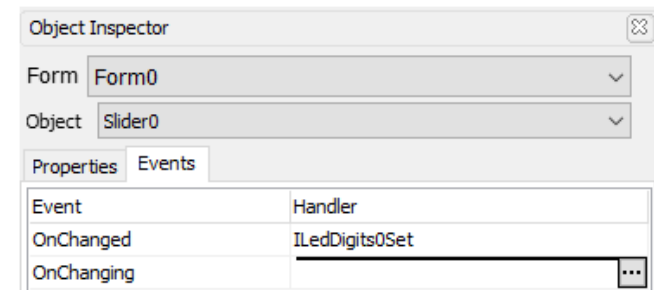 Object Inspector
Form Form0
Object Slider0
Properties Events
Event Handler
OnChanged ILedDigits0Set
OnChanging ...